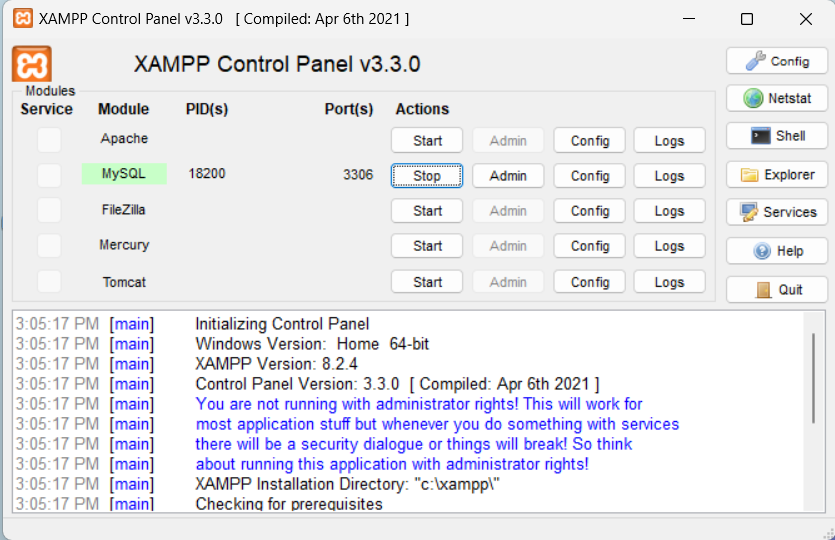 XAMPP Control Panel v3.3.0 [ Compiled: Apr 6th 2021 ]
XAMPP Control Panel v3.3.0
Config
Modules
Service Module PID(s) Port(s) Actions
Netstat
Apache Start Admin Config Logs
Shell
MySQL 18200 3306 Stop Admin Config Logs
Explorer
FileZilla Start Admin Config Logs
Services
Mercury Start Admin Config Logs
Help
Tomcat Start Admin Config Logs
Quit
3:05:17 PM [main] Initializing Control Panel
3:05:17 PM [main] Windows Version: Home 64-bit
3:05:17 PM [main] XAMPP Version: 8.2.4
3:05:17 PM [main] Control Panel Version: 3.3.0 [ Compiled: Apr 6th 2021 ]
3:05:17 PM [main] You are not running with administrator rights! This will work for
3:05:17 PM [main] most application stuff but whenever you do something with services
3:05:17 PM [main] there will be a security dialogue or things will break! So think
3:05:17 PM [main] about running this application with administrator rights!
3:05:17 PM [main] XAMPP Installation Directory: "c:\xampp\"
3:05:17 PM [main] Checking for prerequisites